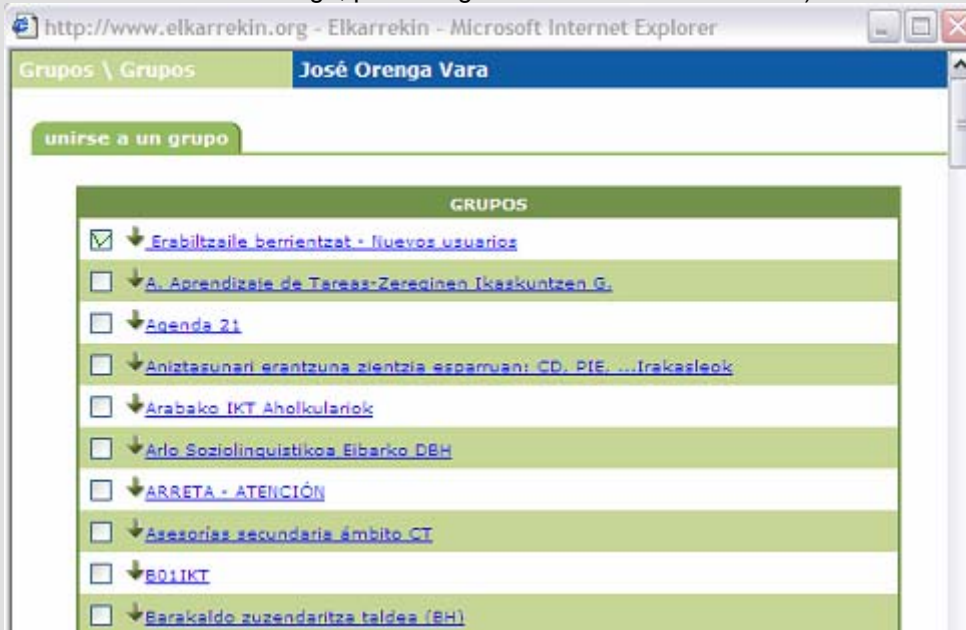 http://www.elkarrekin.org - Elkarrekin - Microsoft Internet Explorer
Grupos \ Grupos José Orenga Vara
unirse a un grupo
GRUPOS
Erabiltzaile berrientzat - Nuevos usuarios
A. Aprendizaje de Tareas-Zereginen Ikaskuntzen G.
Agenda 21
Aniztasunari erantzuna zientzia esparruan: CD, PIE, ...Irakasleok
Arabako IKT Aholkulariok
Arlo Soziolinguistikoa Eibarko DBH
ARRETA - ATENCIÓN
Asesorías secundaria ámbito CT
B01IKT
Barakaldo zuzendaritza taldea (BH)